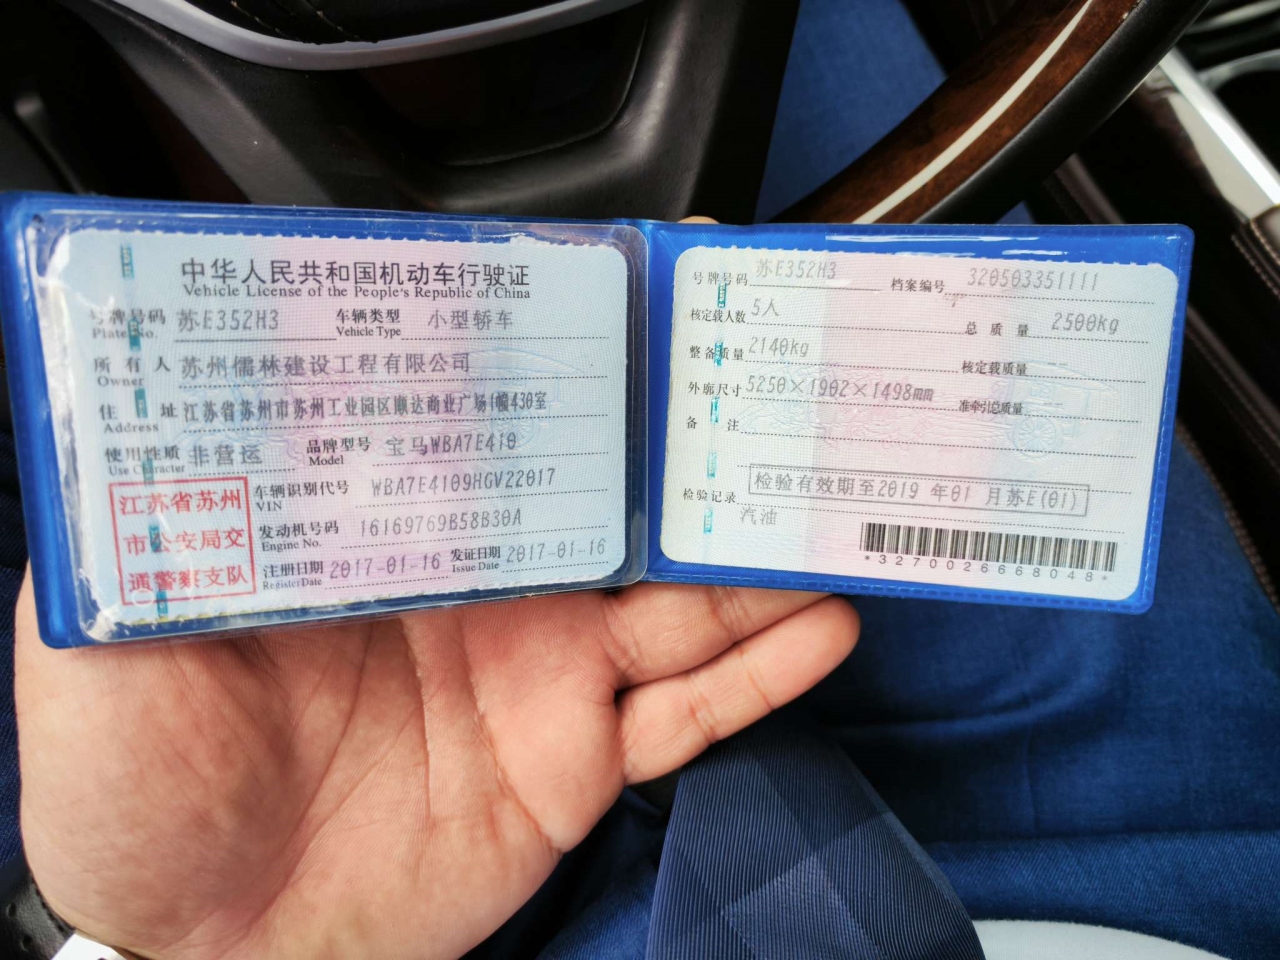 中华人民共和国机动车行驶证
Vehicle License of the People's Republic of China
号牌号码 苏E352H3 车辆类型 小型轿车
Plate No. Vehicle Type
所有人 苏州儒林建设工程有限公司
Owner
住址 江苏省苏州市苏州工业园区顺达商业广场1幢430室
Address
使用性质 非营运 品牌型号 宝马WBA7E410
Use Character Model
江苏省苏州
市公安局交
通警察支队
车辆识别代号 WBA7E4109HGV22017
VIN
发动机号码 16169769B58B30A
Engine No.
注册日期 2017-01-16 发证日期 2017-01-16
Register Date Issue Date
号牌号码 苏E352H3 档案编号 320503351111
核定载人数 5人 总质量 2500kg
整备质量 2140kg 核定载质量 --
外廓尺寸 5250×1902×1498mm 准牵引总质量 --
备注
检验记录 检验有效期至2019年01月苏E(01)
汽油
*3270026668048*